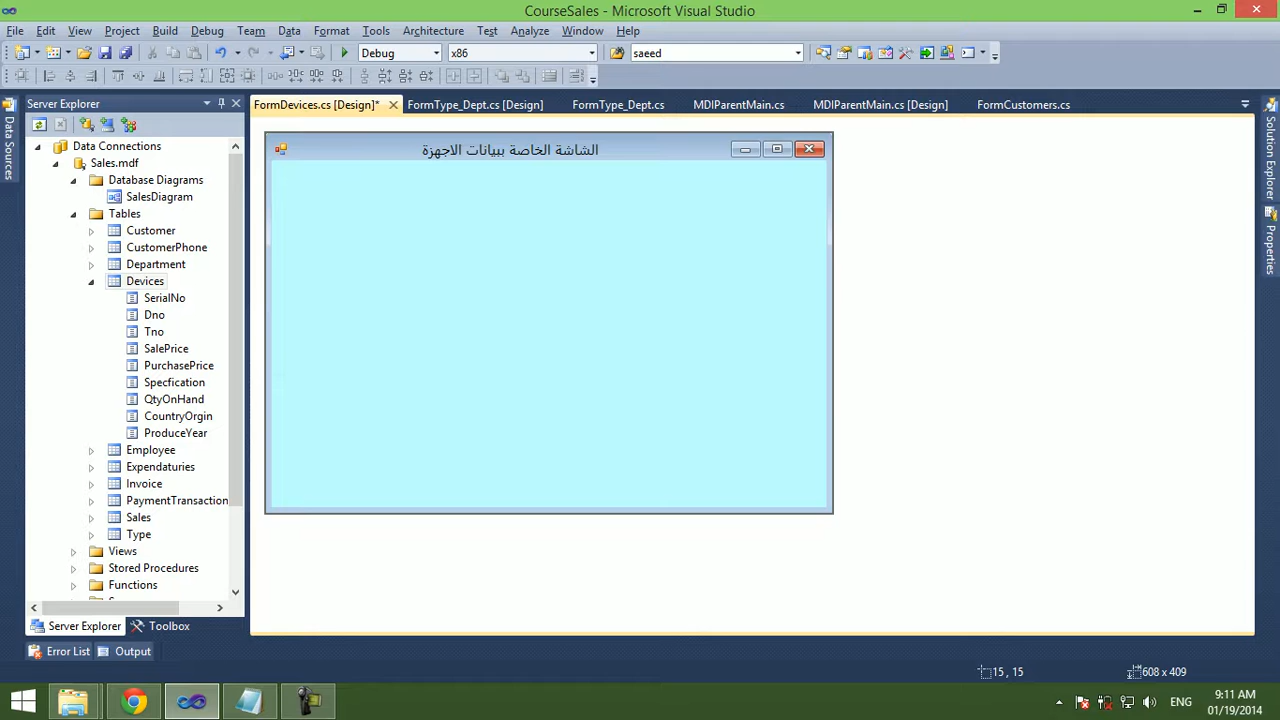 CourseSales - Microsoft Visual Studio
File Edit View Project Build Debug Team Data Format Tools Architecture Test Analyze Window Help
Debug x86 saeed
Server Explorer
FormDevices.cs [Design]* FormType_Dept.cs [Design] FormType_Dept.cs MDIParentMain.cs MDIParentMain.cs [Design] FormCustomers.cs
Data Sources
Solution Explorer
Properties
الشاشة الخاصة ببيانات الاجهزة
Data Connections
Sales.mdf
Database Diagrams
SalesDiagram
Tables
Customer
CustomerPhone
Department
Devices
SerialNo
Dno
Tno
SalePrice
PurchasePrice
Specfication
QtyOnHand
CountryOrgin
ProduceYear
Employee
Expendaturies
Invoice
PaymentTransaction
Sales
Type
Views
Stored Procedures
Functions
Server Explorer Toolbox
Error List Output
15 , 15 608 x 409
ENG
9:11 AM
01/19/2014